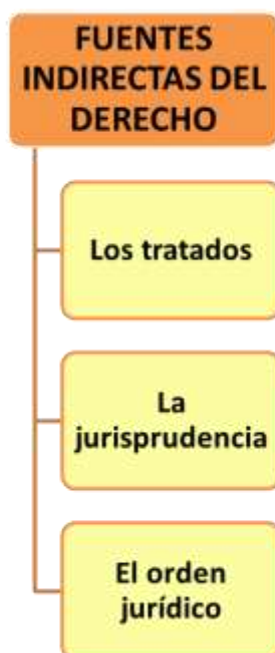 FUENTES
INDIRECTAS DEL
DERECHO
Los tratados
La
jurisprudencia
El orden
jurídico